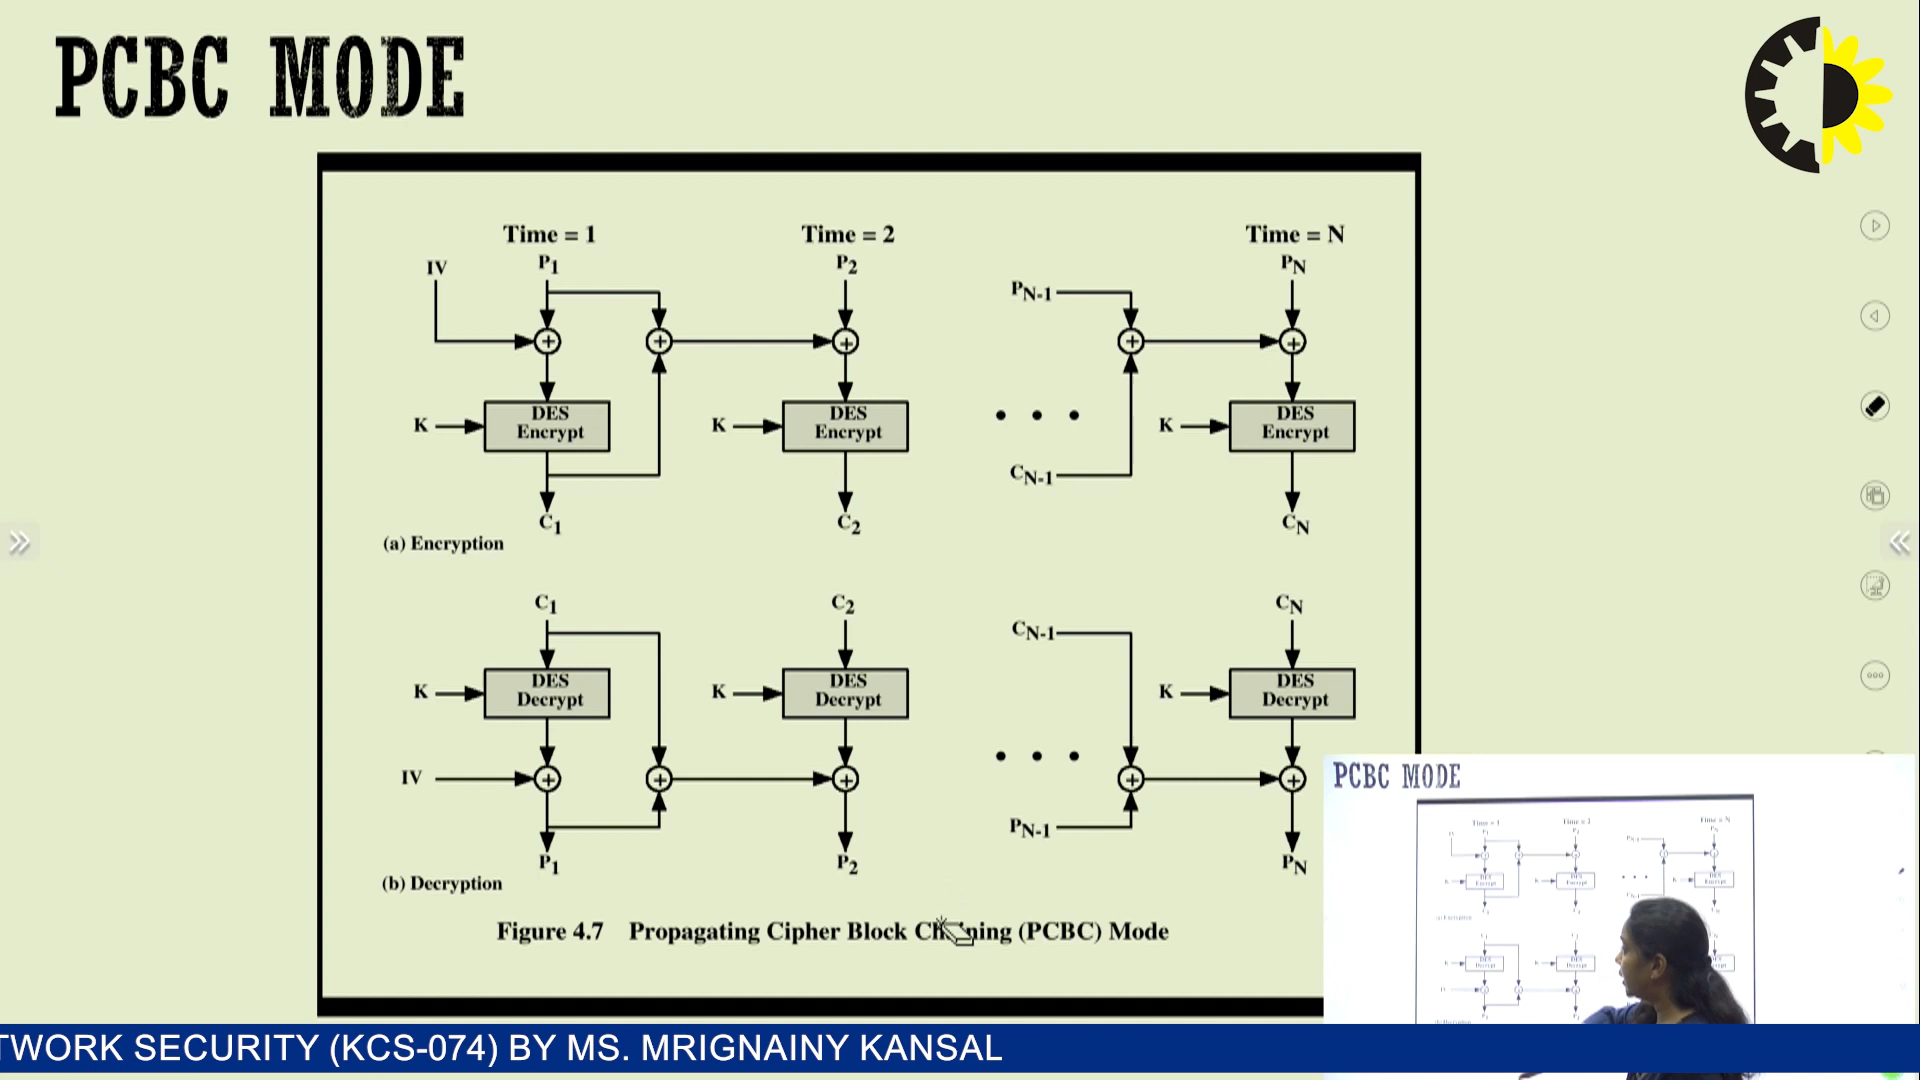 PCBC MODE
Time = 1 Time = 2 Time = N
IV P1 P2 PN-1 PN
+ + + + +
K DES Encrypt K DES Encrypt K DES Encrypt
CN-1
C1 C2 CN
(a) Encryption
C1 C2 CN-1 CN
K DES Decrypt K DES Decrypt K DES Decrypt
IV + + + + +
PN-1
P1 P2 PN
(b) Decryption
Figure 4.7 Propagating Cipher Block Chaining (PCBC) Mode
PCBC MODE
TWORK SECURITY (KCS-074) BY MS. MRIGNAINY KANSAL